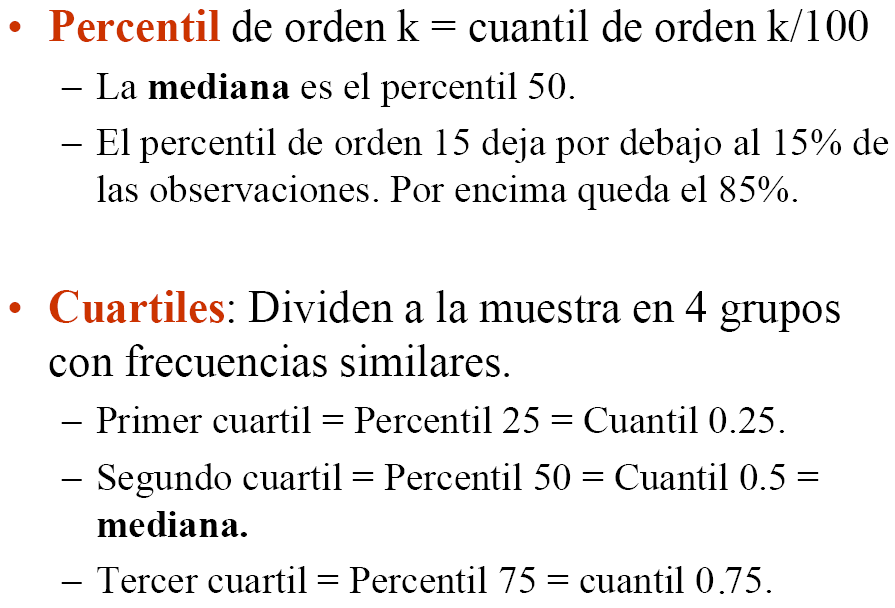 • Percentil de orden k = cuantil de orden k/100
– La mediana es el percentil 50.
– El percentil de orden 15 deja por debajo al 15% de
las observaciones. Por encima queda el 85%.
• Cuartiles: Dividen a la muestra en 4 grupos
con frecuencias similares.
– Primer cuartil = Percentil 25 = Cuantil 0.25.
– Segundo cuartil = Percentil 50 = Cuantil 0.5 =
mediana.
– Tercer cuartil = Percentil 75 = cuantil 0.75.